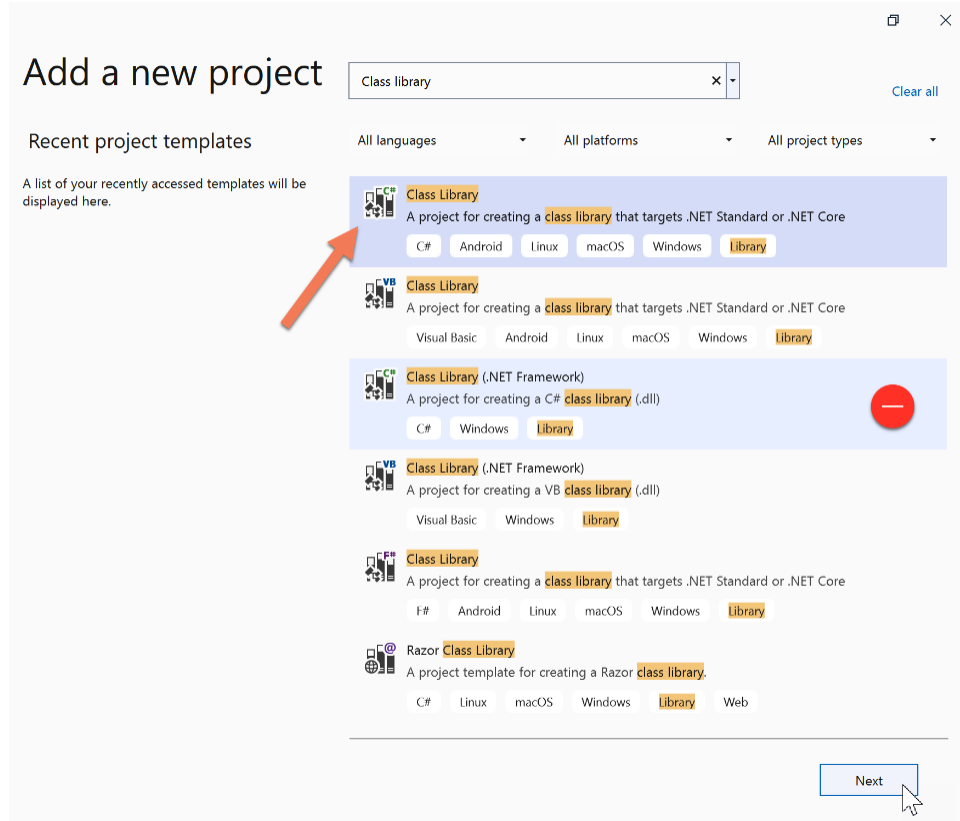 Add a new project
Class library
Clear all
Recent project templates
All languages
All platforms
All project types
A list of your recently accessed templates will be
displayed here.
C#
Class Library
A project for creating a class library that targets .NET Standard or .NET Core
C# Android Linux macOS Windows Library
VB
Class Library
A project for creating a class library that targets .NET Standard or .NET Core
Visual Basic Android Linux macOS Windows Library
C#
Class Library (.NET Framework)
A project for creating a C# class library (.dll)
C# Windows Library
VB
Class Library (.NET Framework)
A project for creating a VB class library (.dll)
Visual Basic Windows Library
F#
Class Library
A project for creating a class library that targets .NET Standard or .NET Core
F# Android Linux macOS Windows Library
@
Razor Class Library
A project template for creating a Razor class library.
C# Linux macOS Windows Library Web
Next